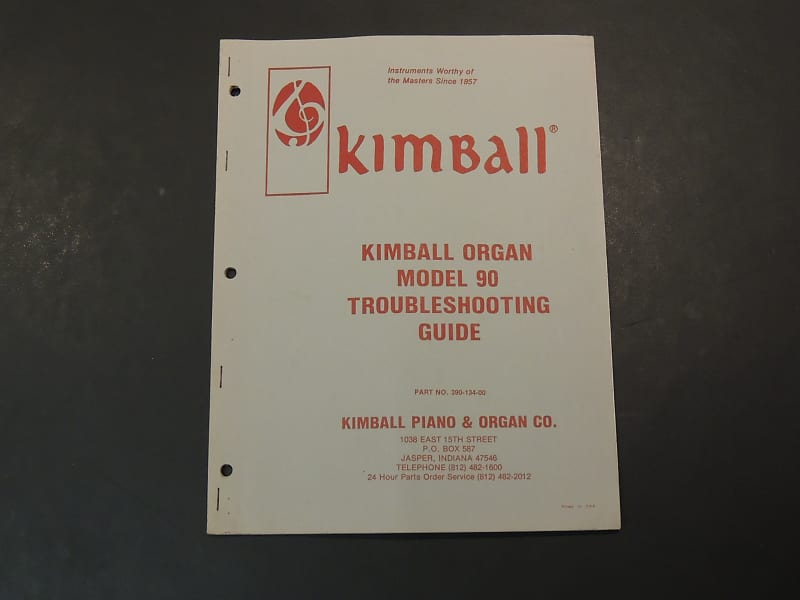 Instruments Worthy of
the Masters Since 1857
KIMBALL®
KIMBALL ORGAN
MODEL 90
TROUBLESHOOTING
GUIDE
PART NO. 390-134-00
KIMBALL PIANO & ORGAN CO.
1038 EAST 15TH STREET
P.O. BOX 587
JASPER, INDIANA 47546
TELEPHONE (812) 482-1600
24 Hour Parts Order Service (812) 482-2012
Printed in U.S.A.